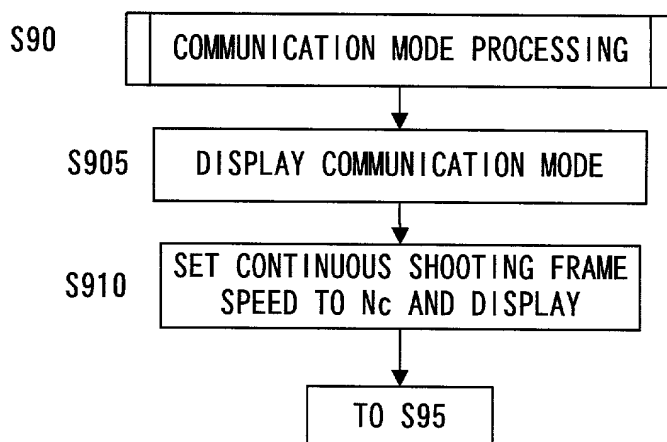 S90 COMMUNICATION MODE PROCESSING
S905 DISPLAY COMMUNICATION MODE
S910 SET CONTINUOUS SHOOTING FRAME
SPEED TO Nc AND DISPLAY
TO S95